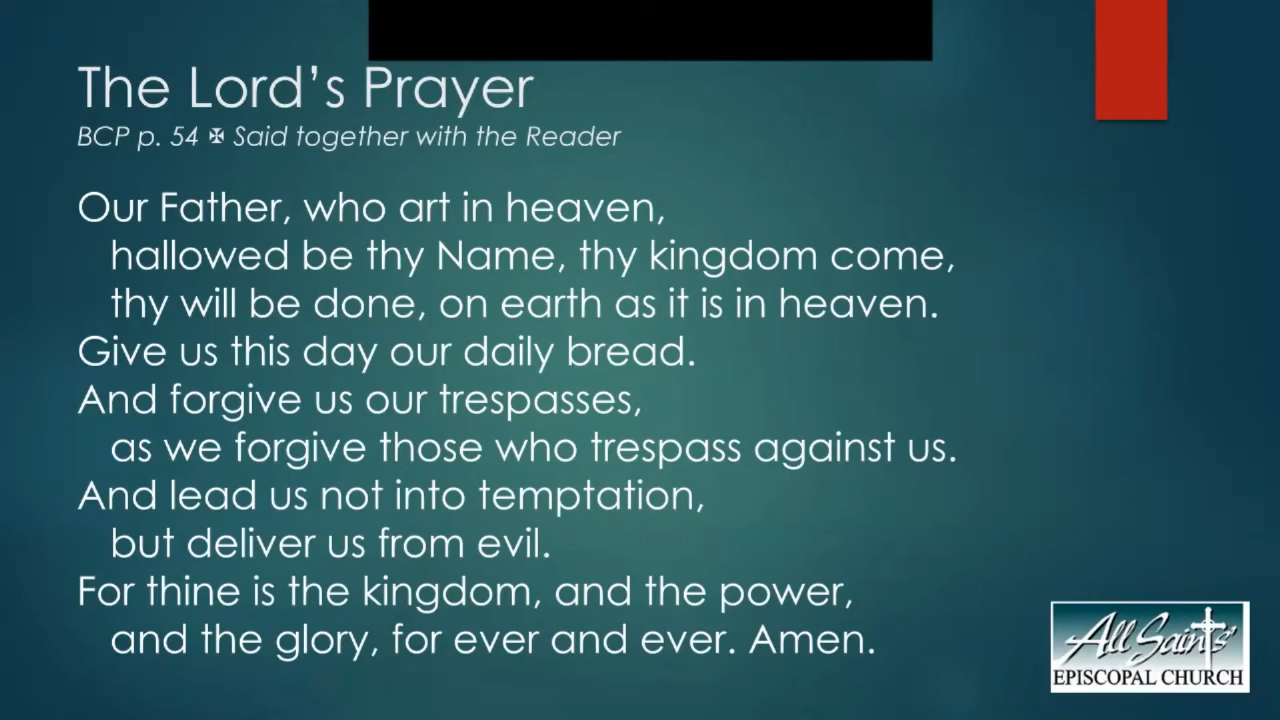 The Lord’s Prayer
BCP p. 54 ✠ Said together with the Reader
Our Father, who art in heaven,
hallowed be thy Name, thy kingdom come,
thy will be done, on earth as it is in heaven.
Give us this day our daily bread.
And forgive us our trespasses,
as we forgive those who trespass against us.
And lead us not into temptation,
but deliver us from evil.
For thine is the kingdom, and the power,
and the glory, for ever and ever. Amen.
All Saints’
EPISCOPAL CHURCH